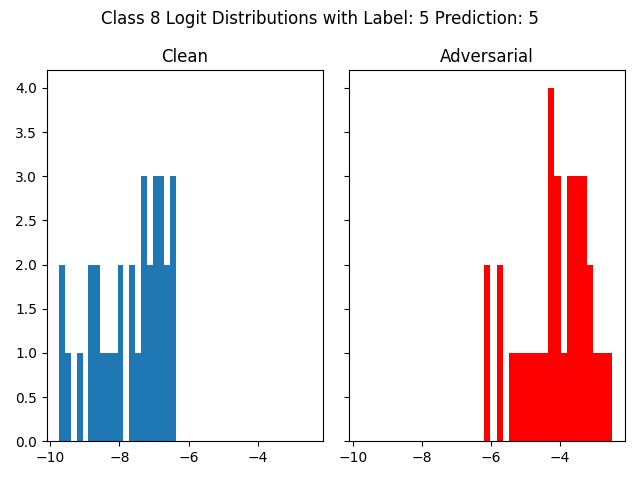 Class 8 Logit Distributions with Label: 5 Prediction: 5
Clean
Adversarial
4.0
3.5
3.0
2.5
2.0
1.5
1.0
0.5
0.0
−10 −8 −6 −4
−10 −8 −6 −4